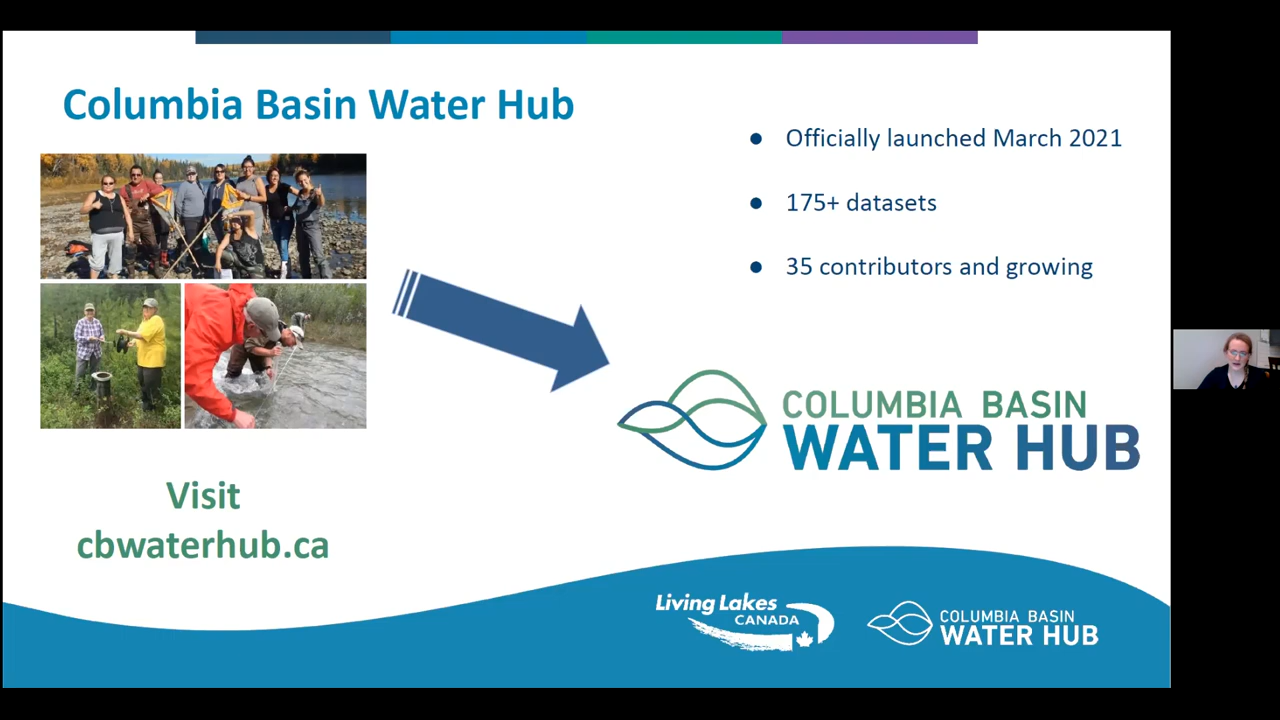 Columbia Basin Water Hub
● Officially launched March 2021
● 175+ datasets
● 35 contributors and growing
COLUMBIA BASIN
WATER HUB
Visit
cbwaterhub.ca
Living Lakes
CANADA
COLUMBIA BASIN
WATER HUB